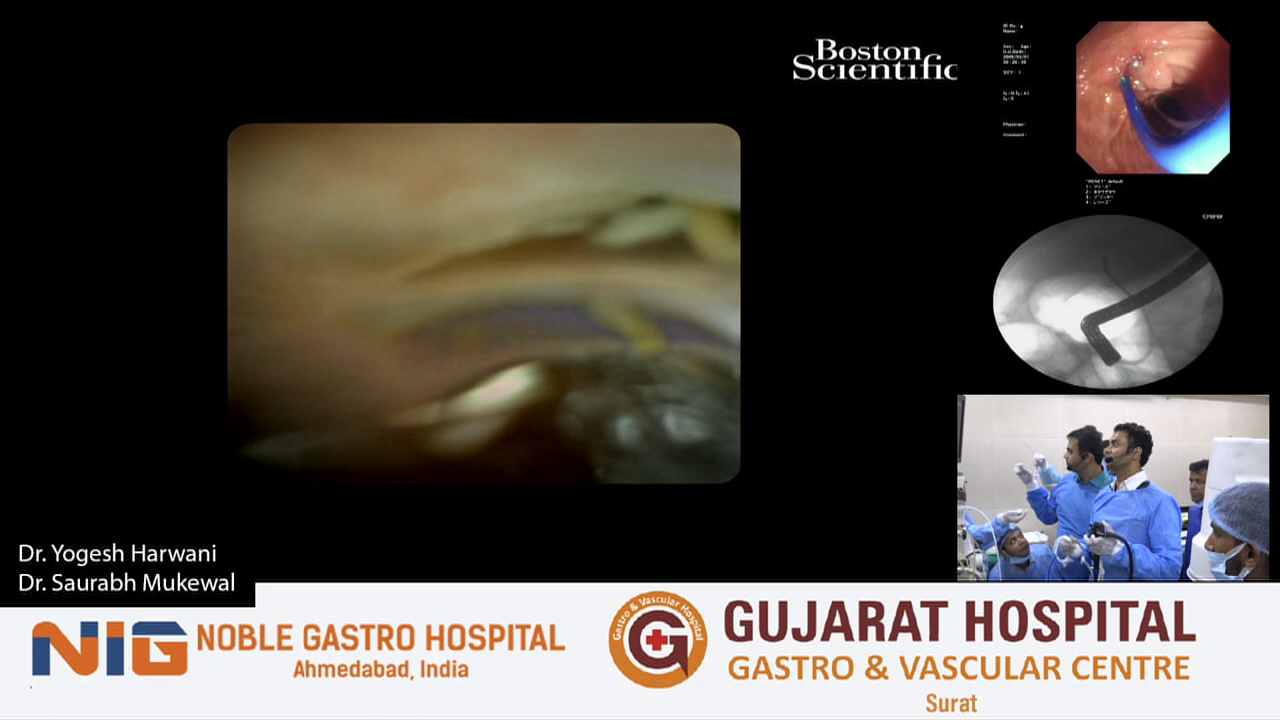 Boston
Scientific
Dr. Yogesh Harwani
Dr. Saurabh Mukewal
NIG
NOBLE GASTRO HOSPITAL
Ahmedabad, India
Gastro & Vascular Hospital
G
GUJARAT HOSPITAL
GASTRO & VASCULAR CENTRE
Surat